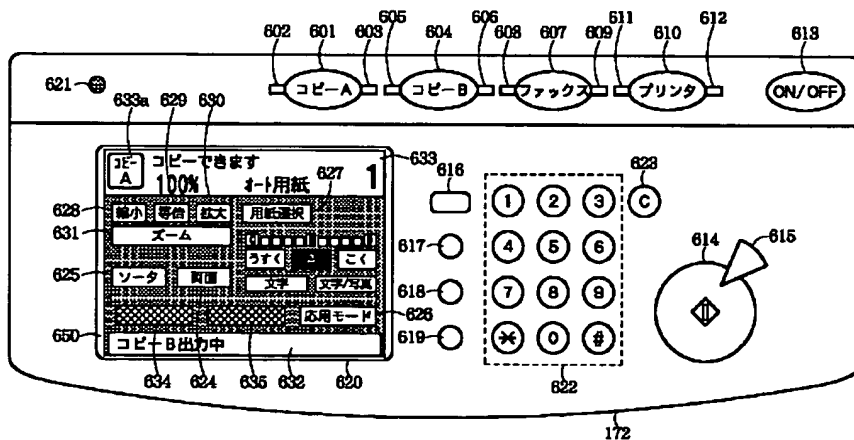 602 601 603 605 604 606 608 607 609 611 610 612 613
621
コピーA コピーB ファックス プリンタ ON/OFF
633a 629 630
コピー A コピーできます 633
100% オート用紙 1
627
616 623
1 2 3 C
628 縮小 等倍 拡大 用紙選択
631 ズーム
617 4 5 6 614 615
うすく こく
625 ソータ 両面
文字 文字/写真
618 7 8 9
応用モード 626
619 * 0 #
650 コピーB出力中
634 624 635 632 620 622
172